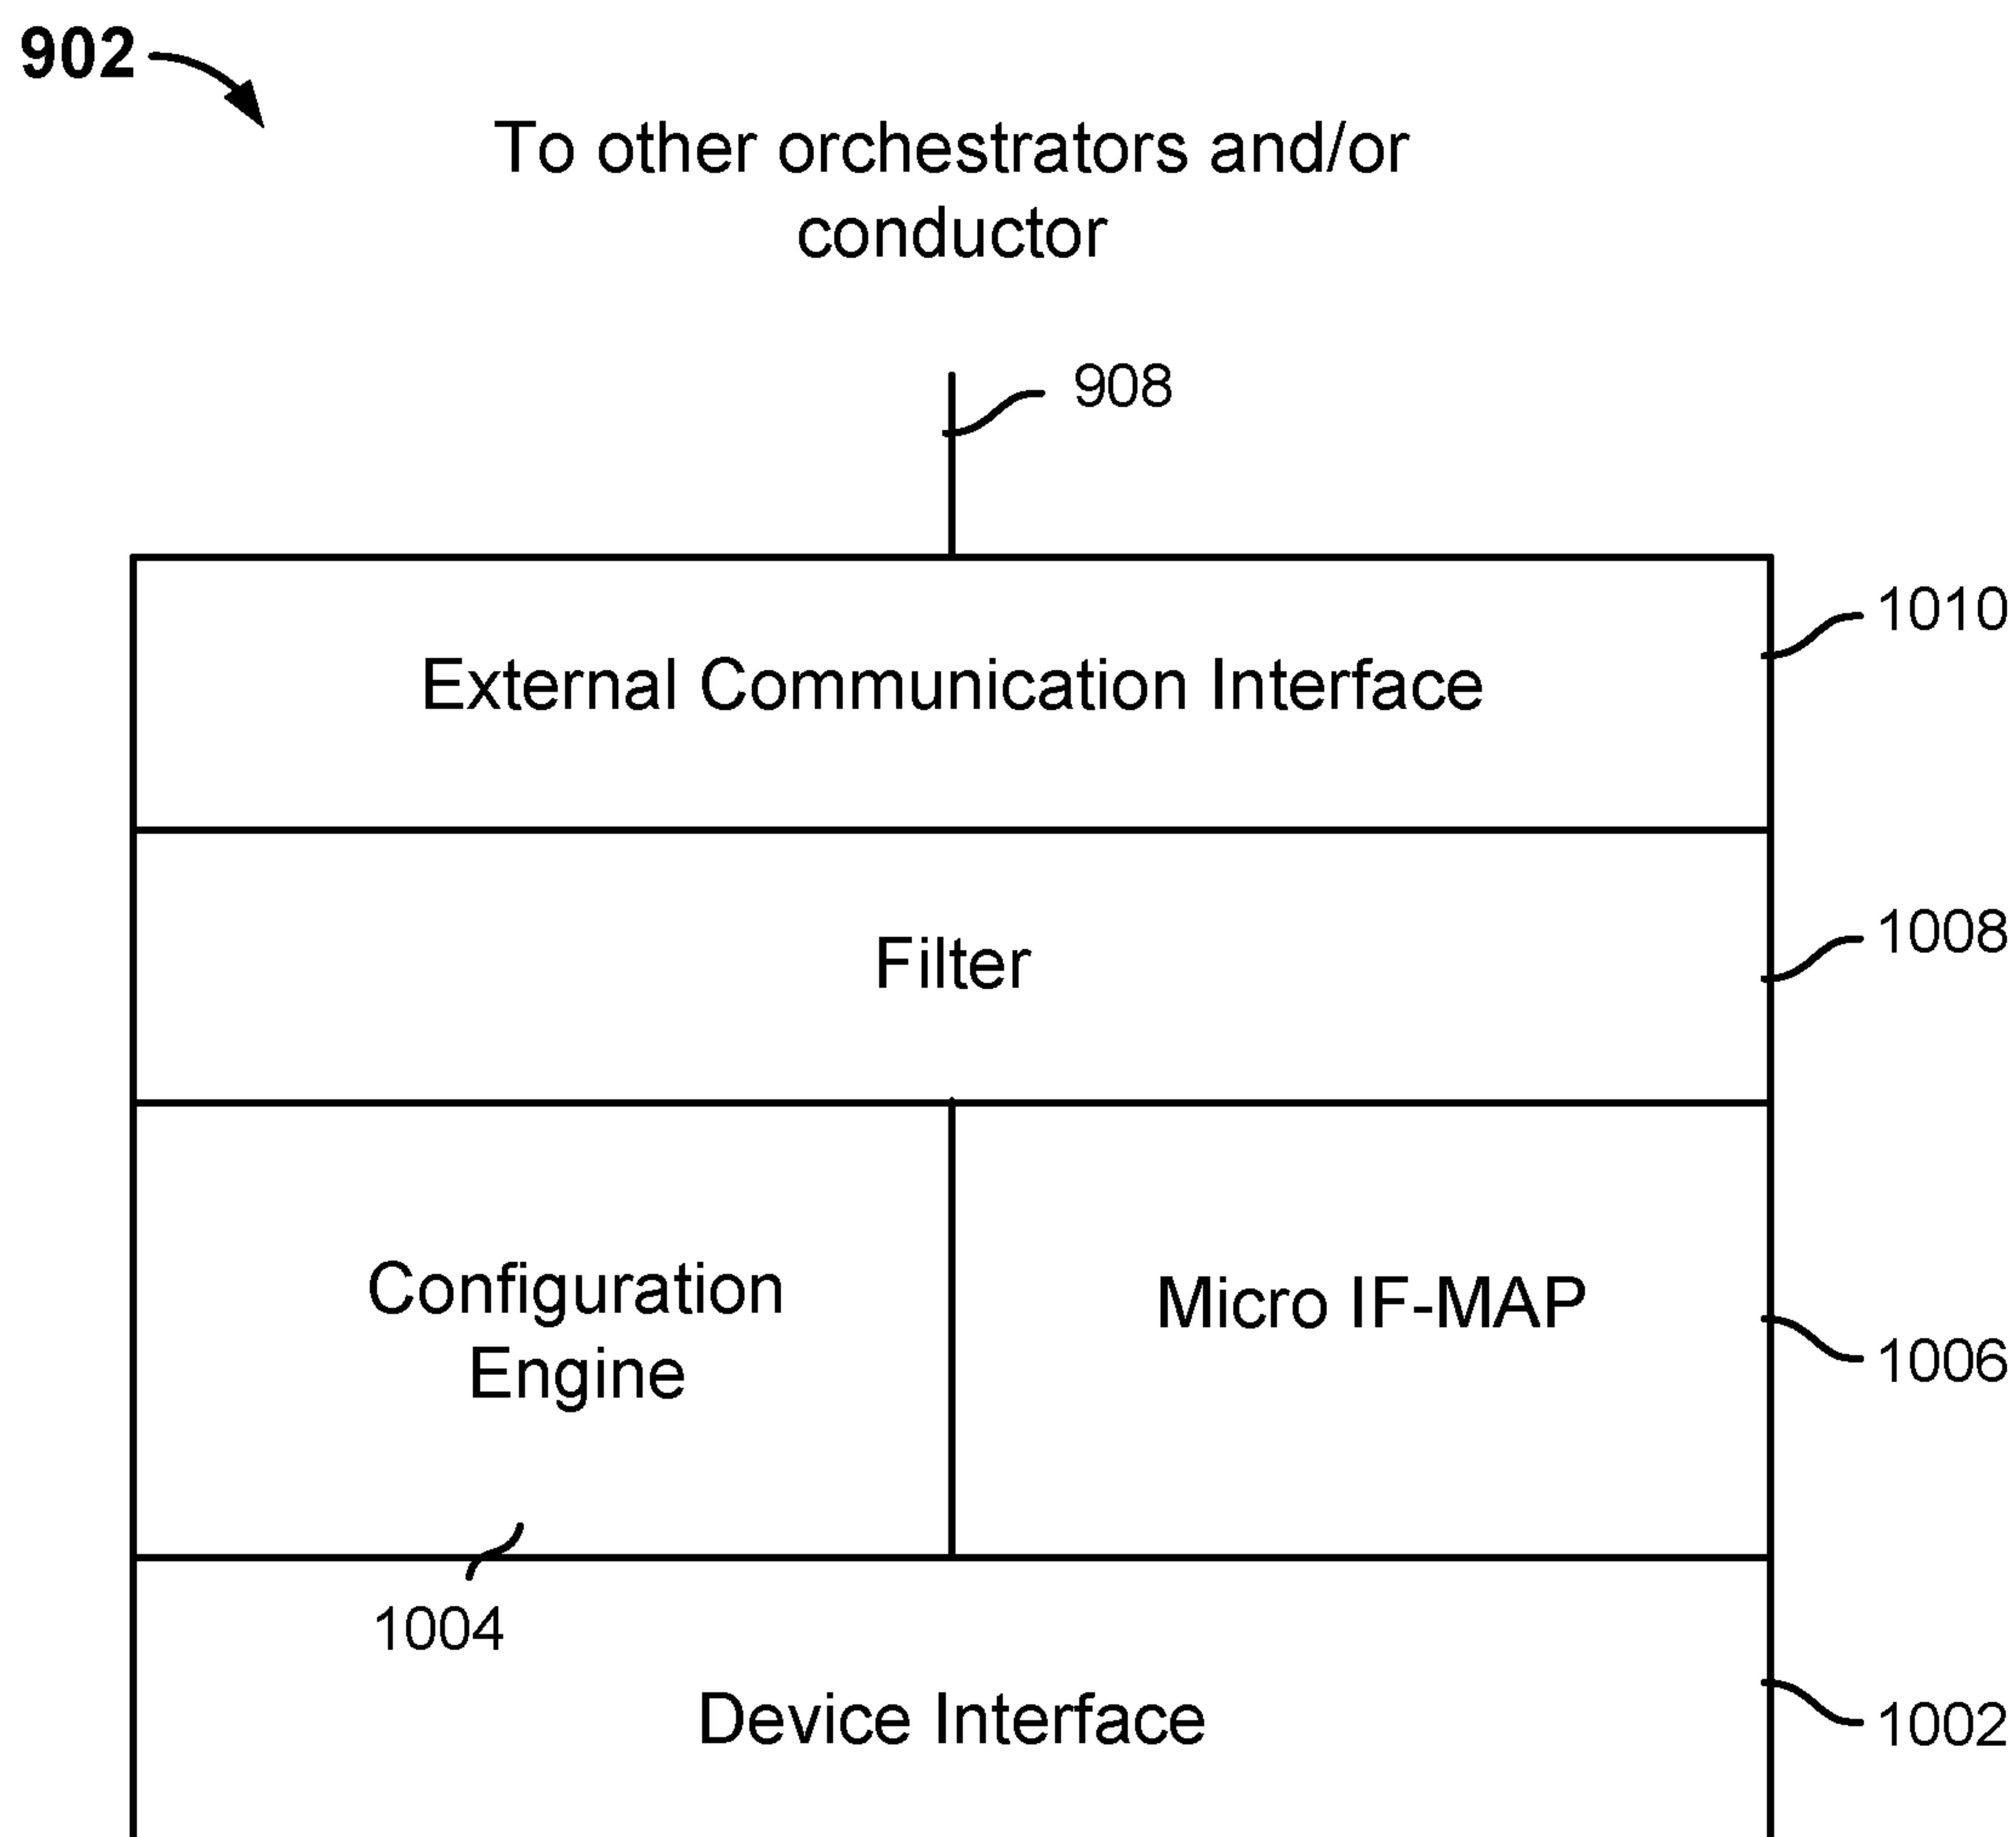 902
To other orchestrators and/or
conductor
908
1010
External Communication Interface
1008
Filter
Configuration
Engine
Micro IF-MAP
1006
1004
Device Interface
1002